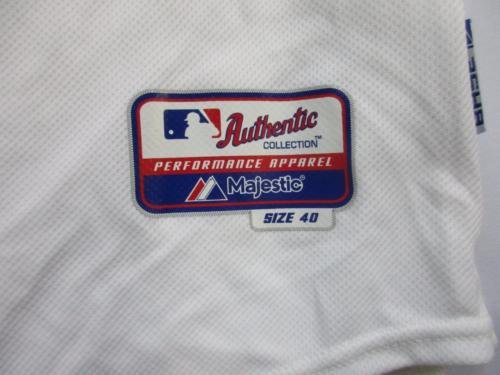 Authentic
COLLECTION™
PERFORMANCE APPAREL
Majestic®
SIZE 40